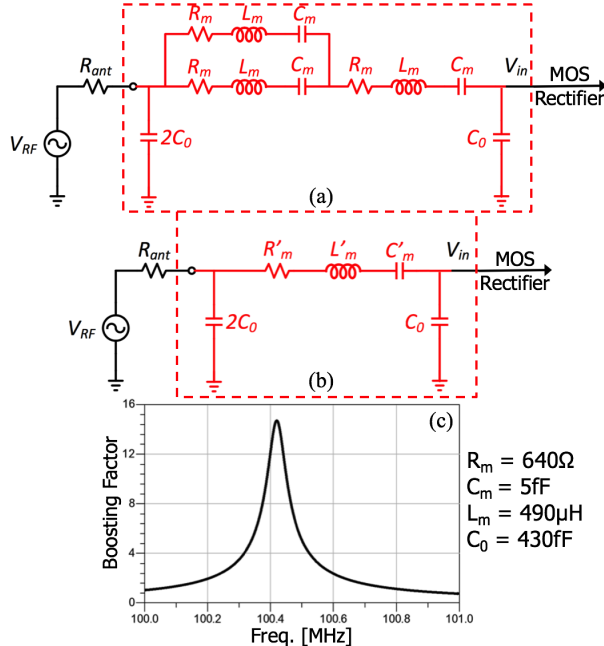 Rm Lm Cm
Rant Rm Lm Cm Rm Lm Cm Vin MOS
Rectifier
VRF 2C0 C0
(a)
Rant R'm L'm C'm Vin MOS
Rectifier
VRF 2C0 C0
(b)
(c)
16
12
8
4
0
Boosting Factor
100.0 100.2 100.4 100.6 100.8 101.0
Freq. [MHz]
Rm = 640Ω
Cm = 5fF
Lm = 490μH
C0 = 430fF